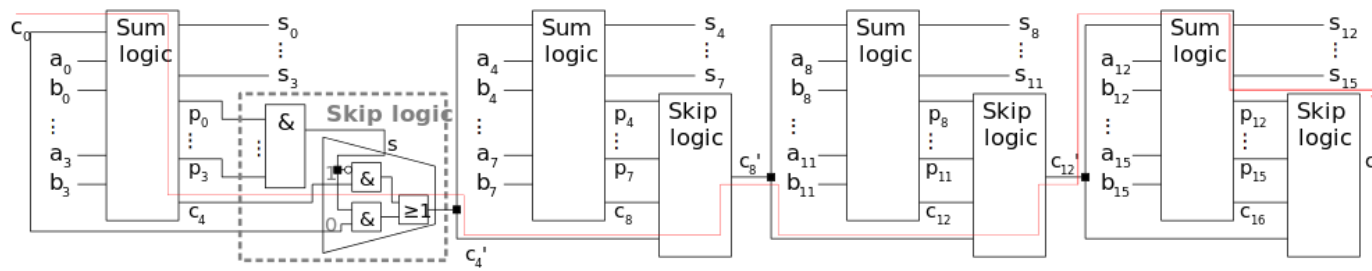 c0
Sum logic
a0
b0
⋮
a3
b3
s0
⋮
s3
p0
⋮
p3
c4
Skip logic
&
⋮
s
1
&
0
&
≥1
c4'
Sum logic
a4
b4
⋮
a7
b7
s4
⋮
s7
p4
⋮
p7
c8
Skip logic
c8'
Sum logic
a8
b8
⋮
a11
b11
s8
⋮
s11
p8
⋮
p11
c12
Skip logic
c12'
Sum logic
a12
b12
⋮
a15
b15
s12
⋮
s15
p12
⋮
p15
c16
Skip logic